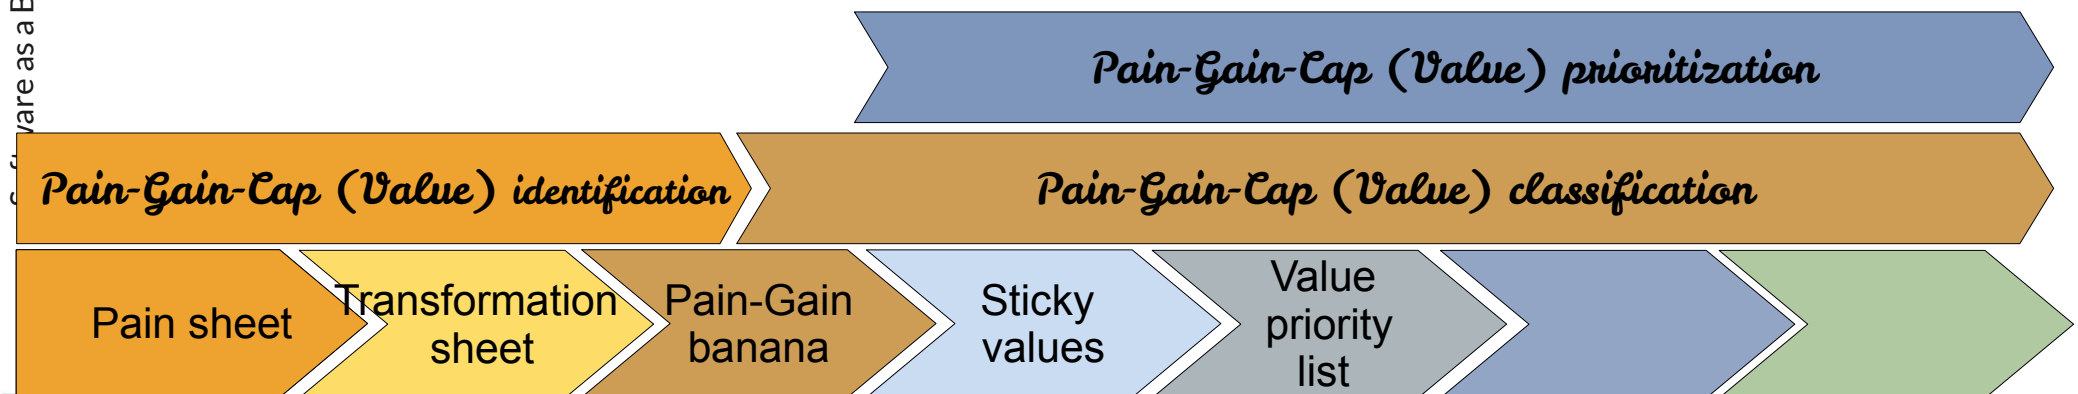 Pain-Gain-Cap (Value) prioritization
Pain-Gain-Cap (Value) identification
Pain-Gain-Cap (Value) classification
Pain sheet
Transformation
sheet
Pain-Gain
banana
Sticky
values
Value
priority
list
as a